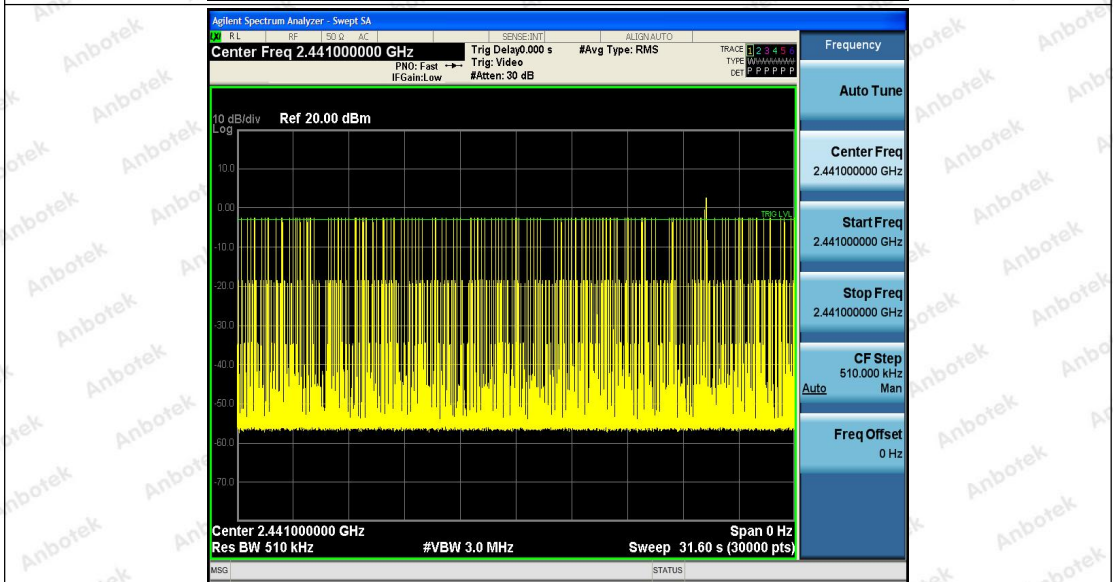 Agilent Spectrum Analyzer - Swept SA
RL RF 50 Ω AC SENSE:INT ALIGNAUTO
Center Freq 2.441000000 GHz
PNO: Fast
IFGain:Low
Trig Delay0.000 s
Trig: Video
#Atten: 30 dB
#Avg Type: RMS
TRACE 1 2 3 4 5 6
TYPE
DET P P P P P P
10 dB/div
Log
Ref 20.00 dBm
10.0
0.00
-10.0
-20.0
-30.0
-40.0
-50.0
-60.0
-70.0
TRIG LVL
Center 2.441000000 GHz
Span 0 Hz
Res BW 510 kHz
#VBW 3.0 MHz
Sweep 31.60 s (30000 pts)
MSG
STATUS
Frequency
Auto Tune
Center Freq
2.441000000 GHz
Start Freq
2.441000000 GHz
Stop Freq
2.441000000 GHz
CF Step
510.000 kHz
Auto Man
Freq Offset
0 Hz
Anbotek